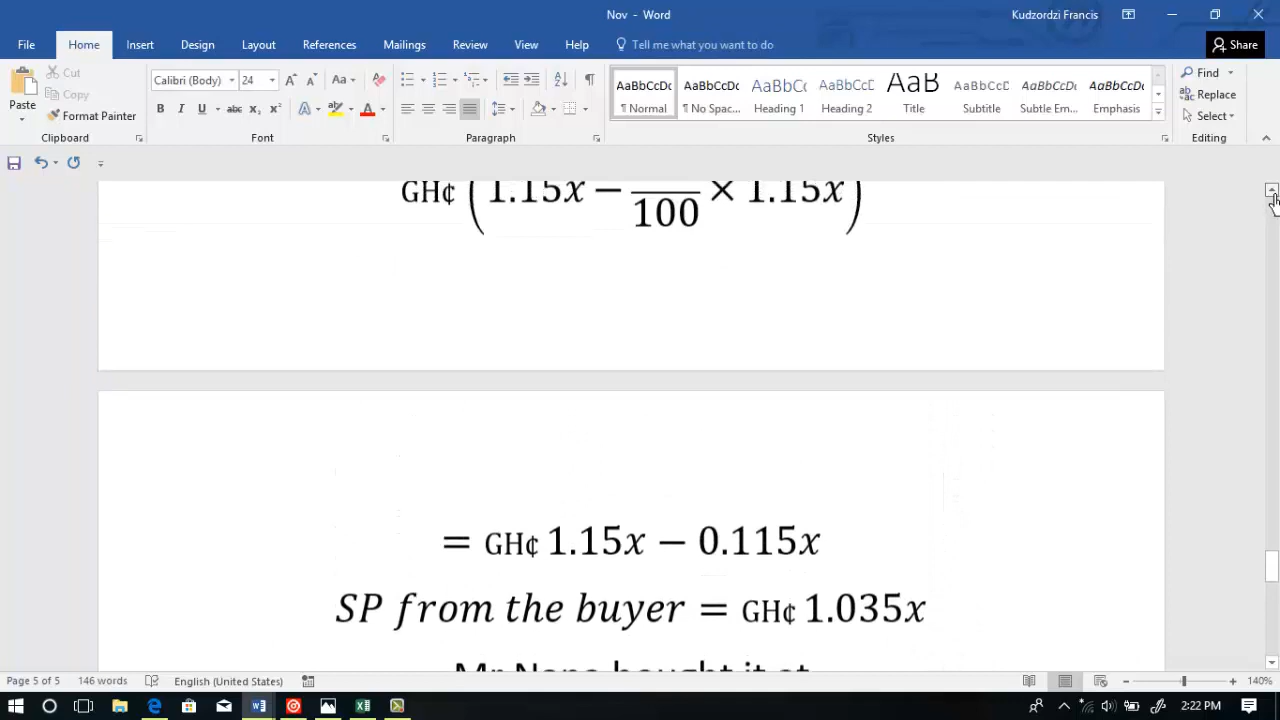 Nov - Word
Kudzordzi Francis
File Home Insert Design Layout References Mailings Review View Help Tell me what you want to do Share
Paste Cut Copy Format Painter
Calibri (Body) 24
AaBbCcDc AaBbCcDc AaBbCc AaBbCcD AaB AaBbCcD AaBbCcDc AaBbCcDc
¶ Normal ¶ No Spac... Heading 1 Heading 2 Title Subtitle Subtle Em... Emphasis
Find Replace Select
Clipboard Font Paragraph Styles Editing
GH¢ (1.15x − /100 × 1.15x)
= GH¢ 1.15x − 0.115x
SP from the buyer = GH¢ 1.035x
bought it at
Page 5 of 5 146 words English (United States) 140%
2:22 PM